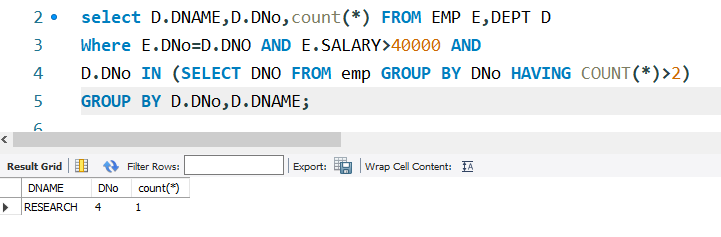 2 select D.DNAME,D.DNo,count(*) FROM EMP E,DEPT D
3 Where E.DNo=D.DNO AND E.SALARY>40000 AND
4 D.DNo IN (SELECT DNO FROM emp GROUP BY DNo HAVING COUNT(*)>2)
5 GROUP BY D.DNo,D.DNAME;
Result Grid Filter Rows: Export: Wrap Cell Content: IA
DNAME DNo count(*)
RESEARCH 4 1